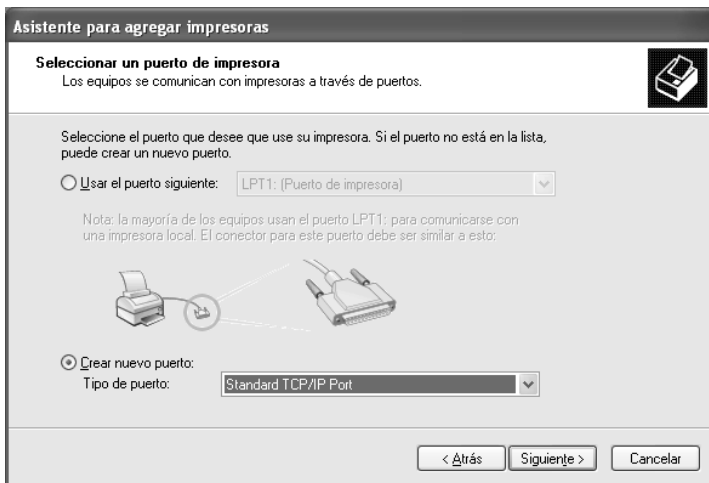 Asistente para agregar impresoras
Seleccionar un puerto de impresora
Los equipos se comunican con impresoras a través de puertos.
Seleccione el puerto que desee que use su impresora. Si el puerto no está en la lista,
puede crear un nuevo puerto.
Usar el puerto siguiente: LPT1: (Puerto de impresora)
Nota: la mayoría de los equipos usan el puerto LPT1: para comunicarse con
una impresora local. El conector para este puerto debe ser similar a esto:
Crear nuevo puerto:
Tipo de puerto: Standard TCP/IP Port
< Atrás Siguiente > Cancelar